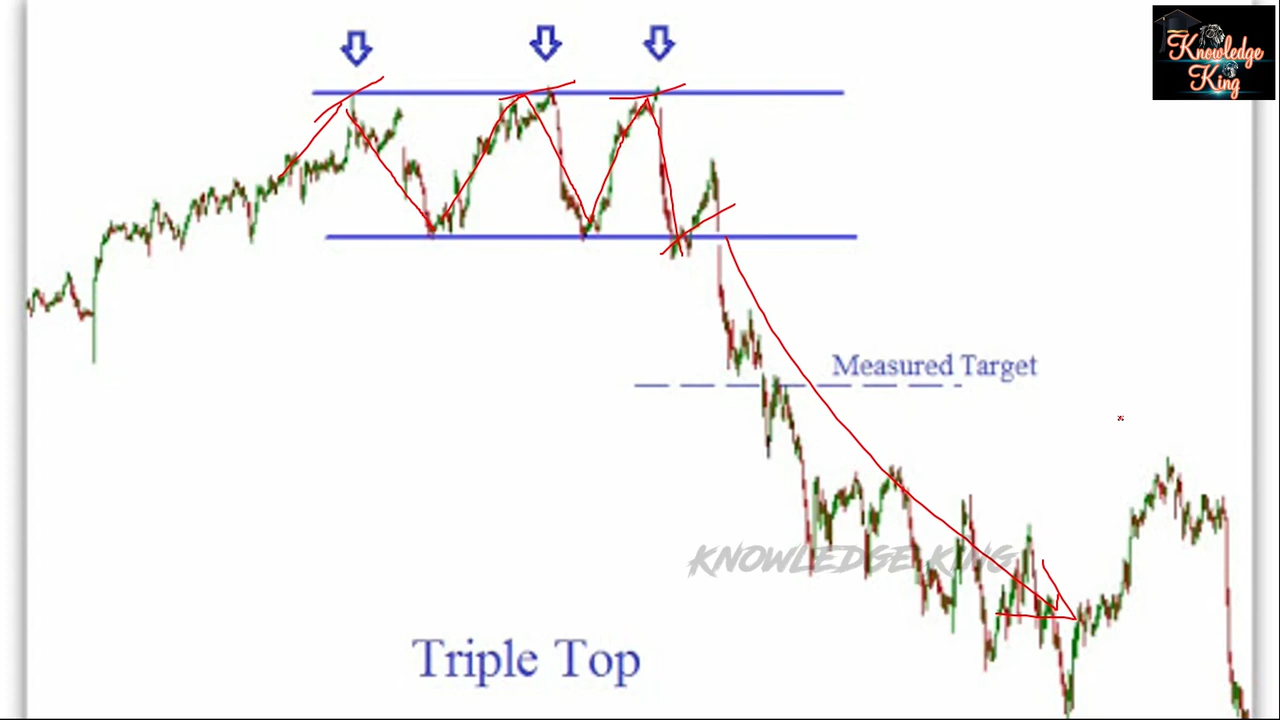 Knowledge
King
Measured Target
KNOWLEDGE KING
Triple Top